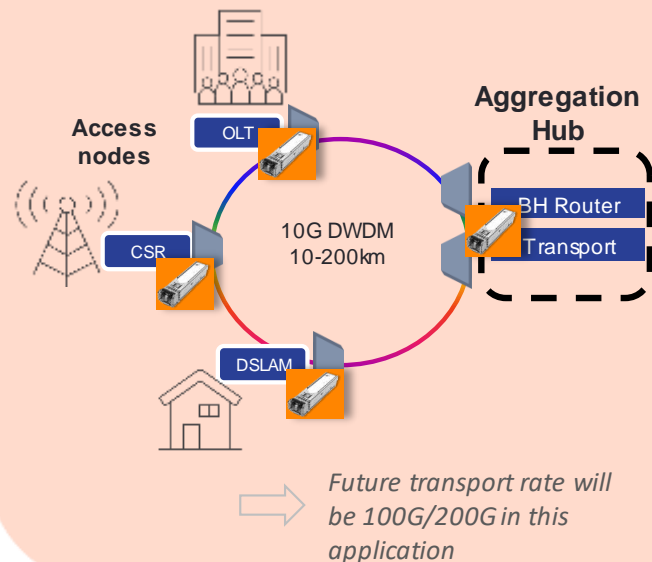 Aggregation
Hub
Access
nodes
OLT
BH Router
Transport
10G DWDM
10-200km
CSR
DSLAM
Future transport rate will
be 100G/200G in this
application